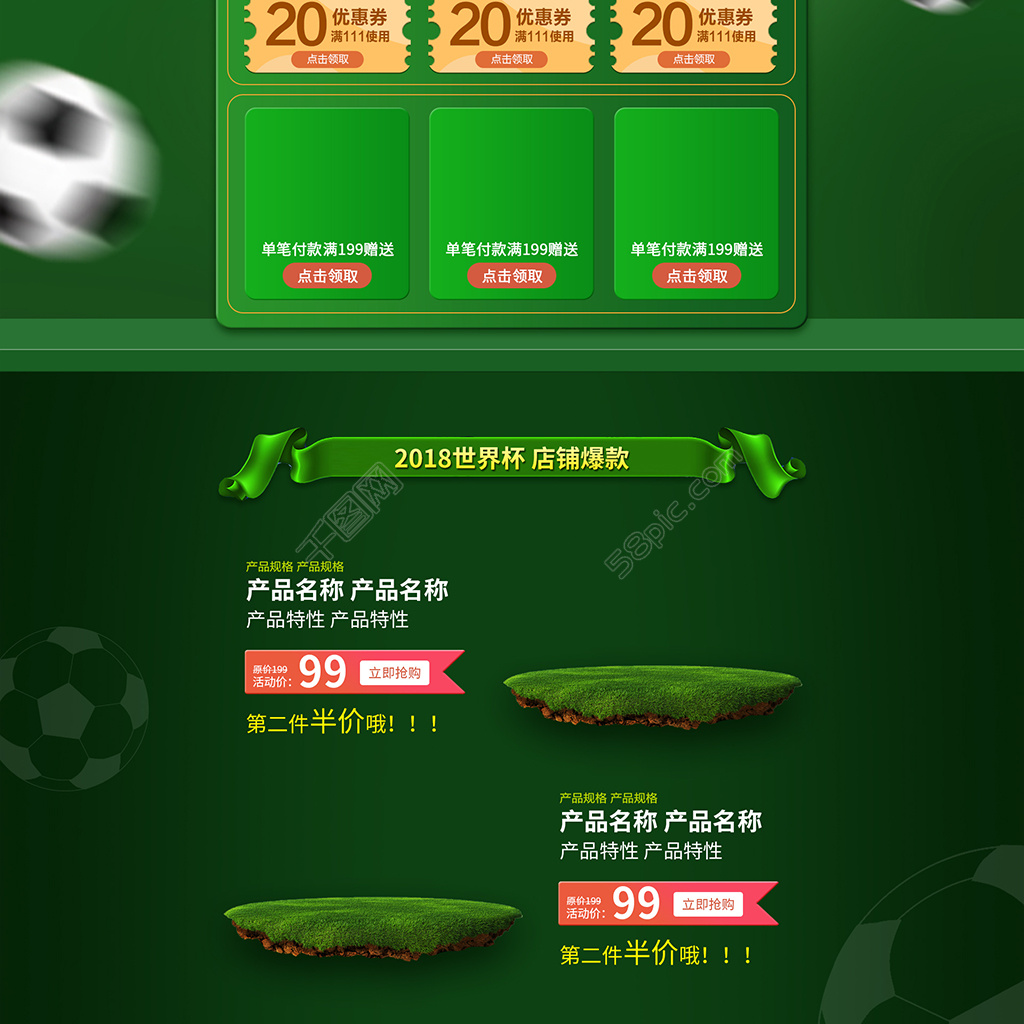 20 优惠券 20 优惠券 20 优惠券
满111使用 满111使用 满111使用
点击领取 点击领取 点击领取
单笔付款满199赠送 单笔付款满199赠送 单笔付款满199赠送
点击领取 点击领取 点击领取
2018世界杯 店铺爆款
千图网
58pic.com
产品规格 产品规格
产品名称 产品名称
产品特性 产品特性
原价199
活动价: 99 立即抢购
第二件半价哦！！！
产品规格 产品规格
产品名称 产品名称
产品特性 产品特性
原价199
活动价: 99 立即抢购
第二件半价哦！！！